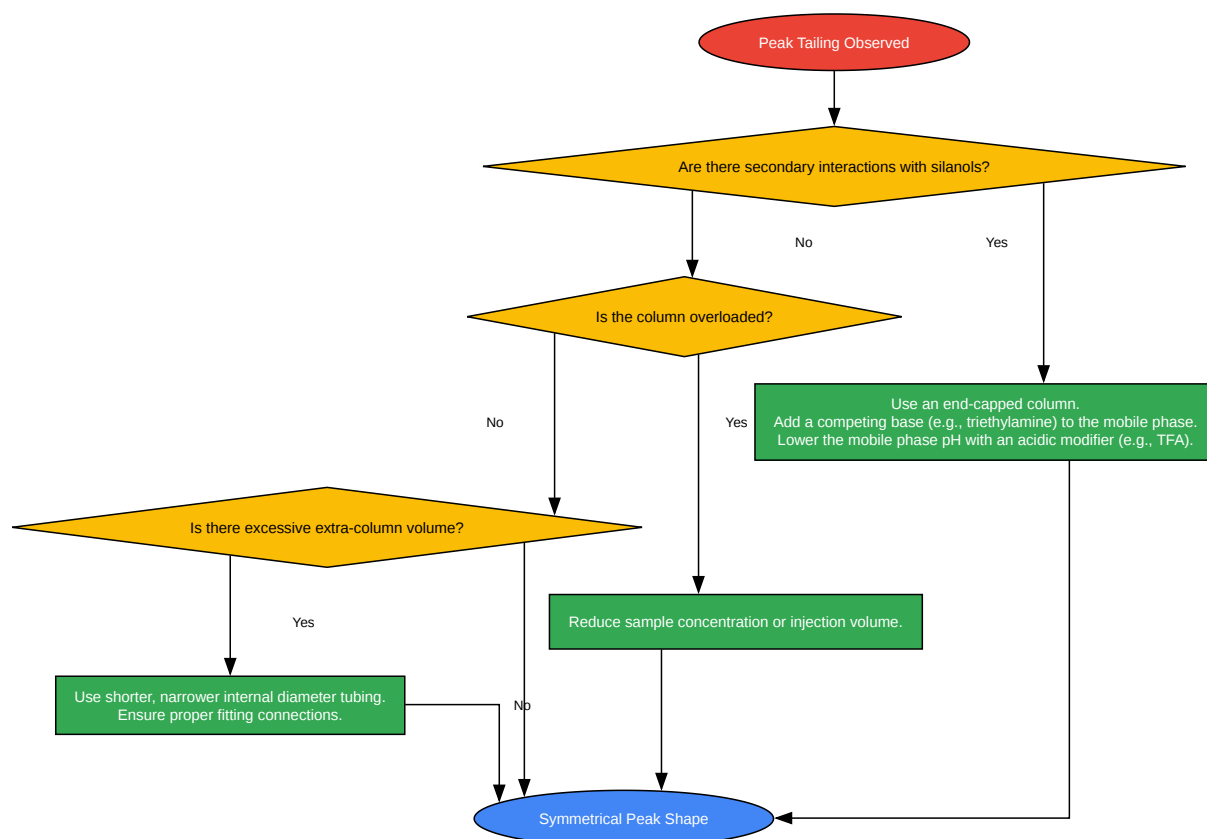 Peak Tailing Observed
Are there secondary interactions with silanols?
No
Yes
Is the column overloaded?
Use an end-capped column.
Add a competing base (e.g., triethylamine) to the mobile phase.
Lower the mobile phase pH with an acidic modifier (e.g., TFA).
No
Yes
Is there excessive extra-column volume?
Yes
Reduce sample concentration or injection volume.
Use shorter, narrower internal diameter tubing.
Ensure proper fitting connections.
No
Symmetrical Peak Shape